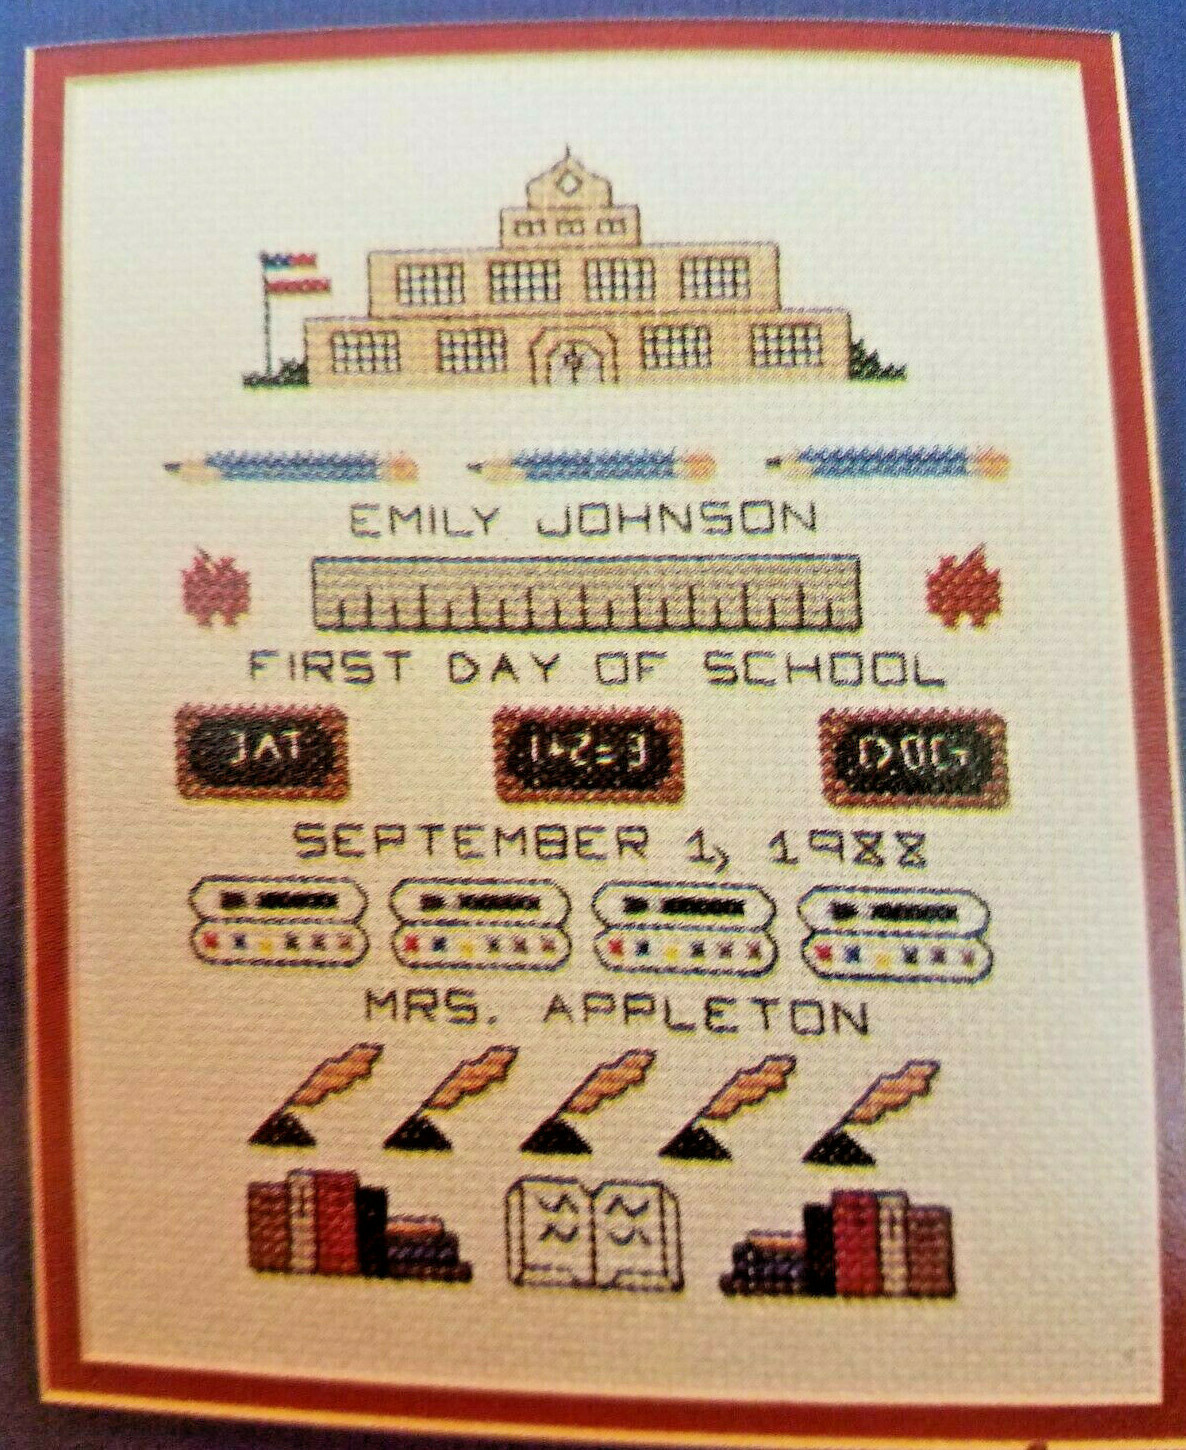 EMILY JOHNSON
FIRST DAY OF SCHOOL
CAT 1+2=3 DOG
SEPTEMBER 1, 1988
MRS. APPLETON